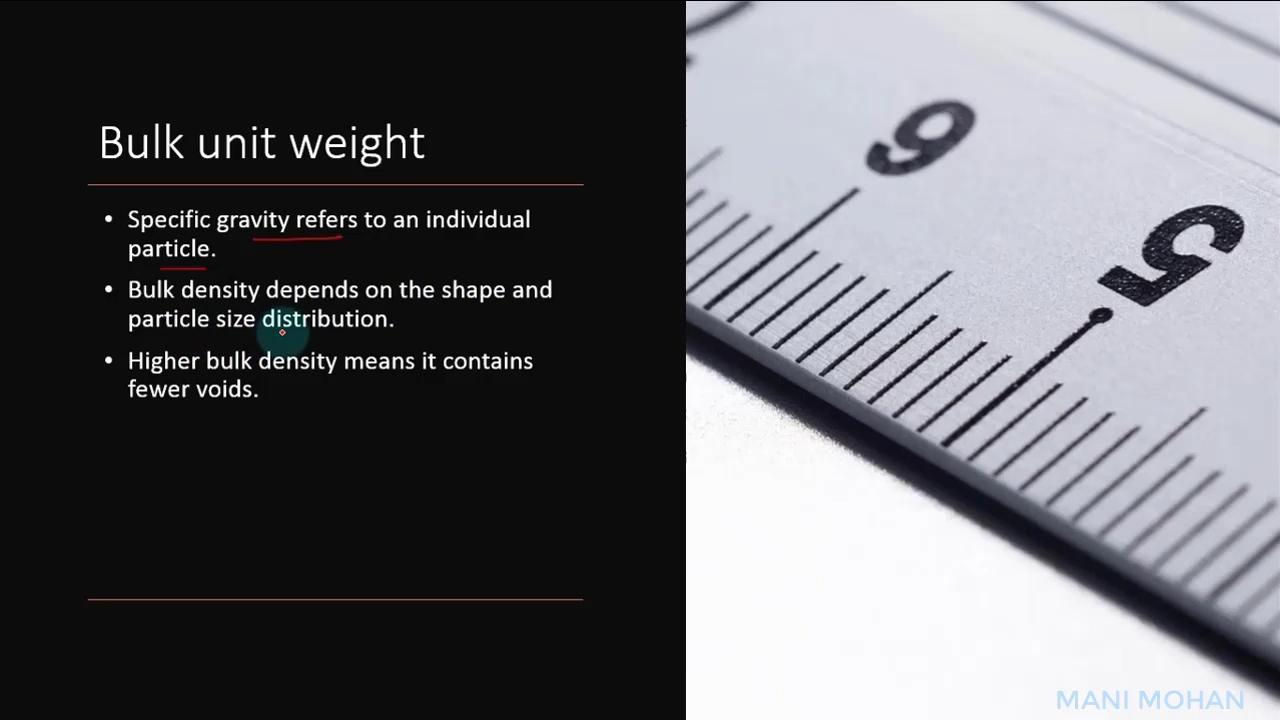 Bulk unit weight
• Specific gravity refers to an individual
particle.
• Bulk density depends on the shape and
particle size distribution.
• Higher bulk density means it contains
fewer voids.
6
5
MANI MOHAN